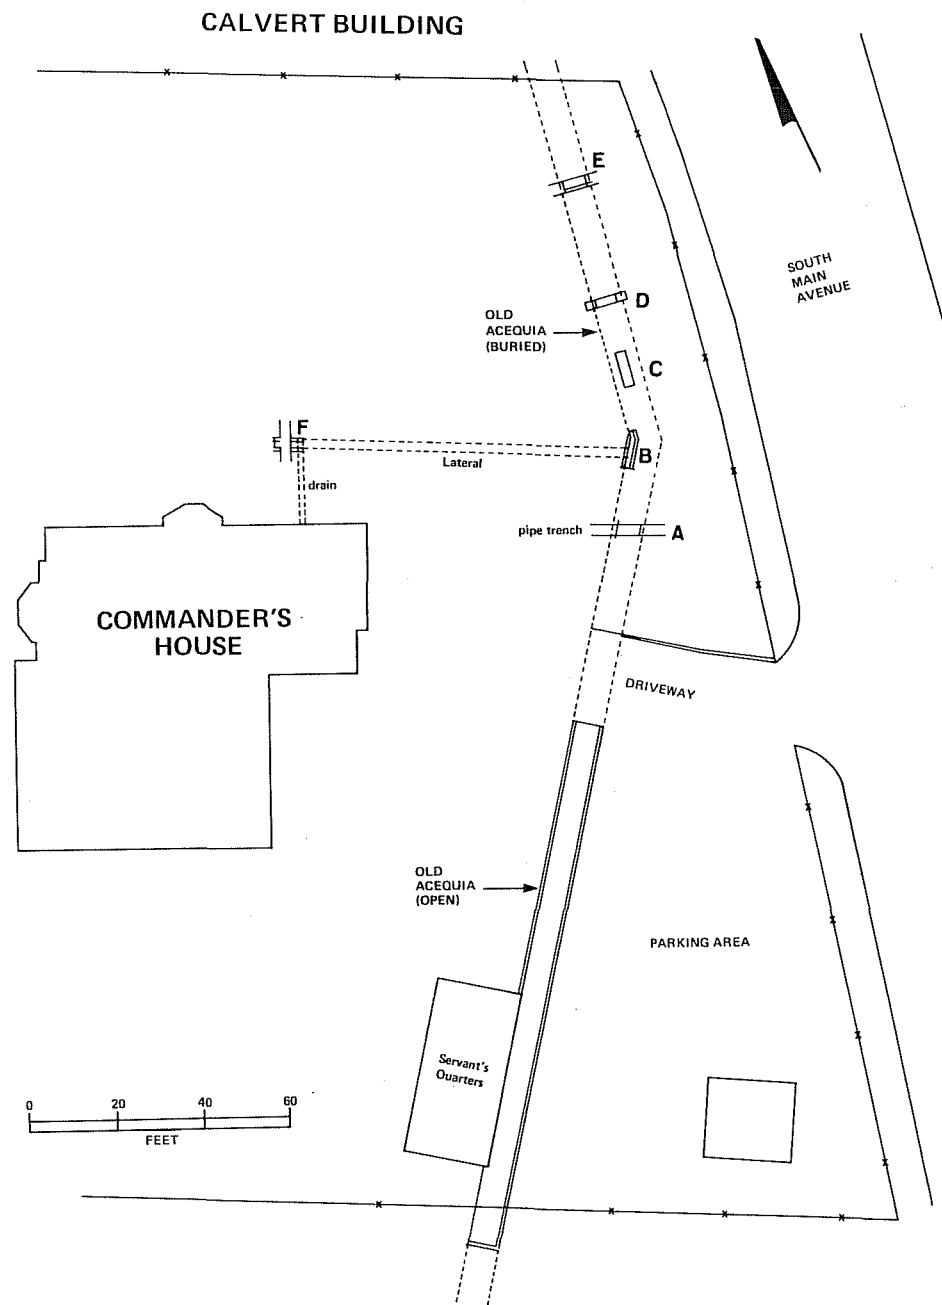 CALVERT BUILDING
E
SOUTH
MAIN
AVENUE
D
OLD
ACEQUIA
(BURIED)
C
F
B
Lateral
drain
pipe trench
A
COMMANDER'S
HOUSE
DRIVEWAY
OLD
ACEQUIA
(OPEN)
PARKING AREA
Servant's
Quarters
0 20 40 60
FEET